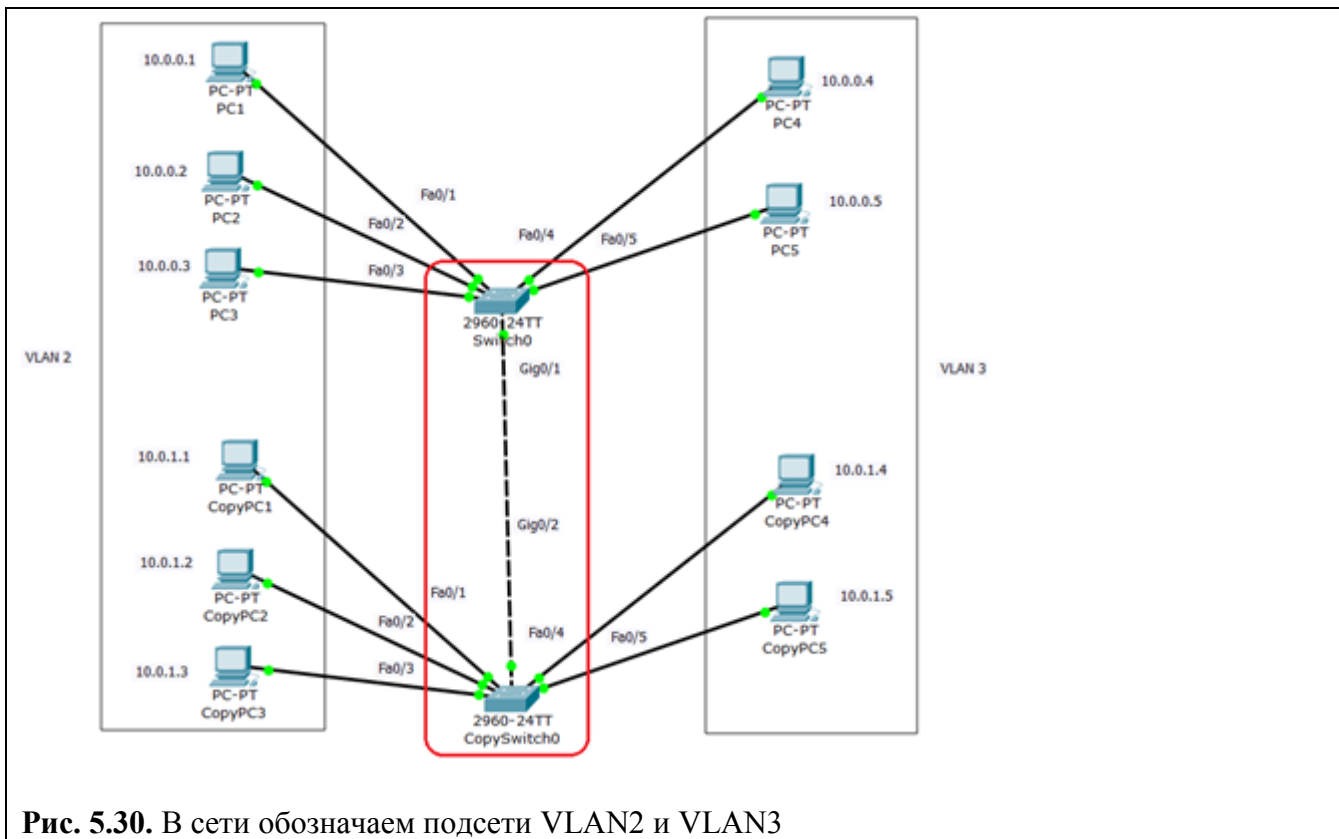 10.0.0.1
PC-PT
PC1
10.0.0.4
PC-PT
PC4
10.0.0.2
PC-PT
PC2
Fa0/1
10.0.0.5
PC-PT
PC5
Fa0/2
Fa0/4
Fa0/5
10.0.0.3
PC-PT
PC3
Fa0/3
2960-24TT
Switch0
VLAN 2
Gig0/1
VLAN 3
10.0.1.1
PC-PT
CopyPC1
10.0.1.4
PC-PT
CopyPC4
Gig0/2
10.0.1.2
PC-PT
CopyPC2
Fa0/1
10.0.1.5
PC-PT
CopyPC5
Fa0/2
Fa0/4
Fa0/5
10.0.1.3
PC-PT
CopyPC3
Fa0/3
2960-24TT
CopySwitch0
Рис. 5.30. В сети обозначаем подсети VLAN2 и VLAN3